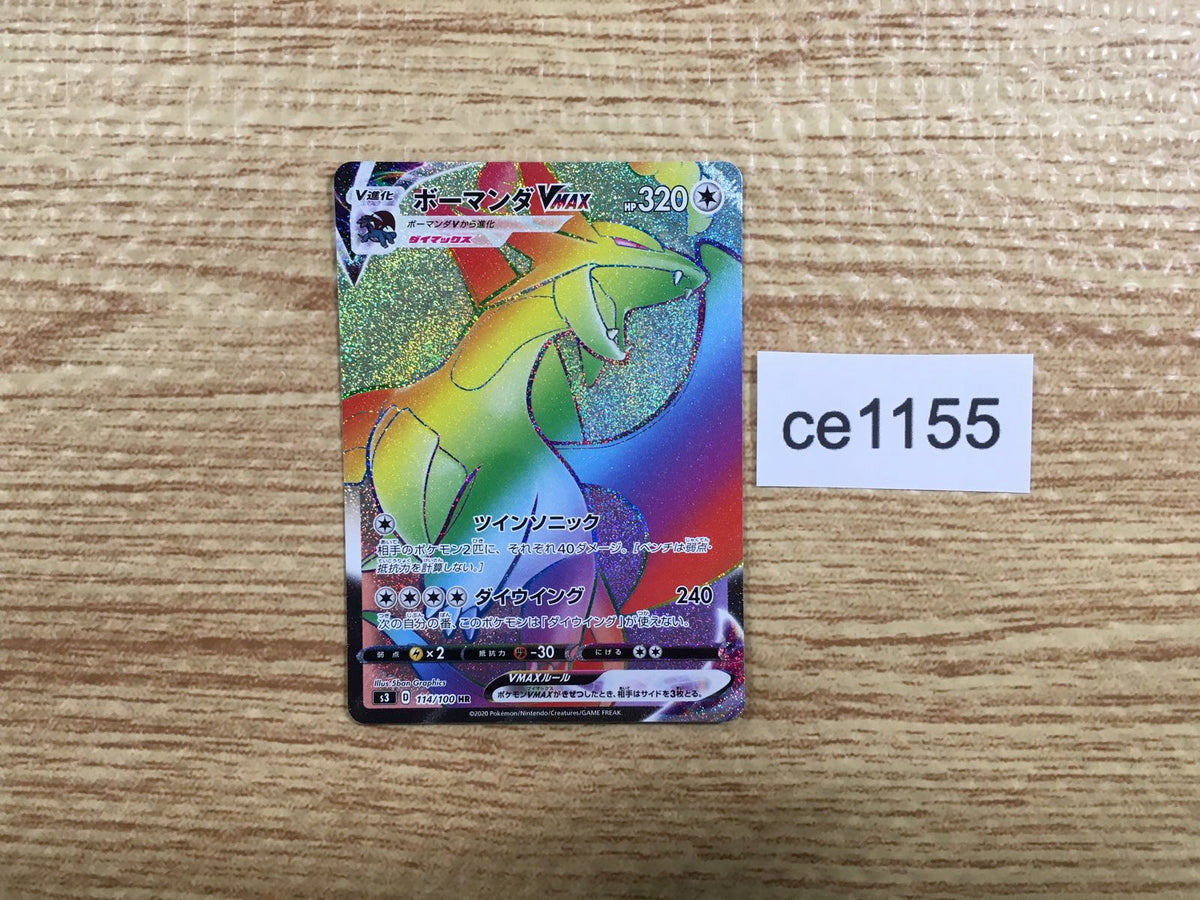 V進化
ボーマンダVMAX
HP320
ボーマンダVから進化
ダイマックス
ce1155
ツインソニック
相手のポケモン2匹に、それぞれ40ダメージ。[ベンチは弱点・
抵抗力を計算しない。]
ダイウイング 240
次の自分の番、このポケモンは「ダイウイング」が使えない。
弱点 ×2 抵抗力 -30 にげる
Illus. 5ban Graphics
VMAXルール
ポケモンVMAXがきぜつしたとき、相手はサイドを3枚とる。
s3 D 114/100 HR
©2020 Pokémon/Nintendo/Creatures/GAME FREAK